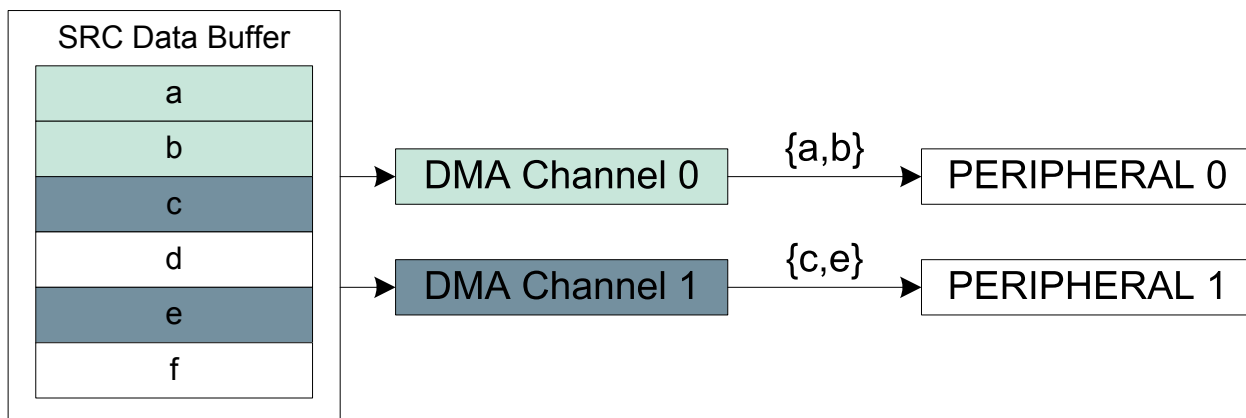 SRC Data Buffer
a
b
c
d
e
f
DMA Channel 0
{a,b}
PERIPHERAL 0
DMA Channel 1
{c,e}
PERIPHERAL 1